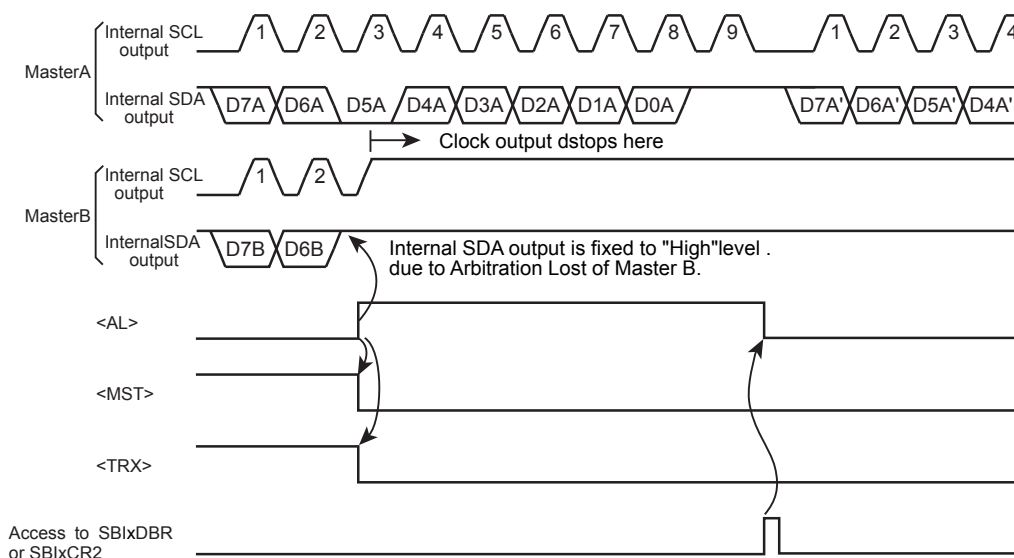 Internal SCL
output
1 2 3 4 5 6 7 8 9 1 2 3 4
MasterA
Internal SDA
output
D7A D6A D5A D4A D3A D2A D1A D0A D7A' D6A' D5A' D4A'
Clock output dstops here
Internal SCL
output
1 2
MasterB
InternalSDA
output
D7B D6B
Internal SDA output is fixed to "High"level .
due to Arbitration Lost of Master B.
<AL>
<MST>
<TRX>
Access to SBIxDBR
or SBIxCR2